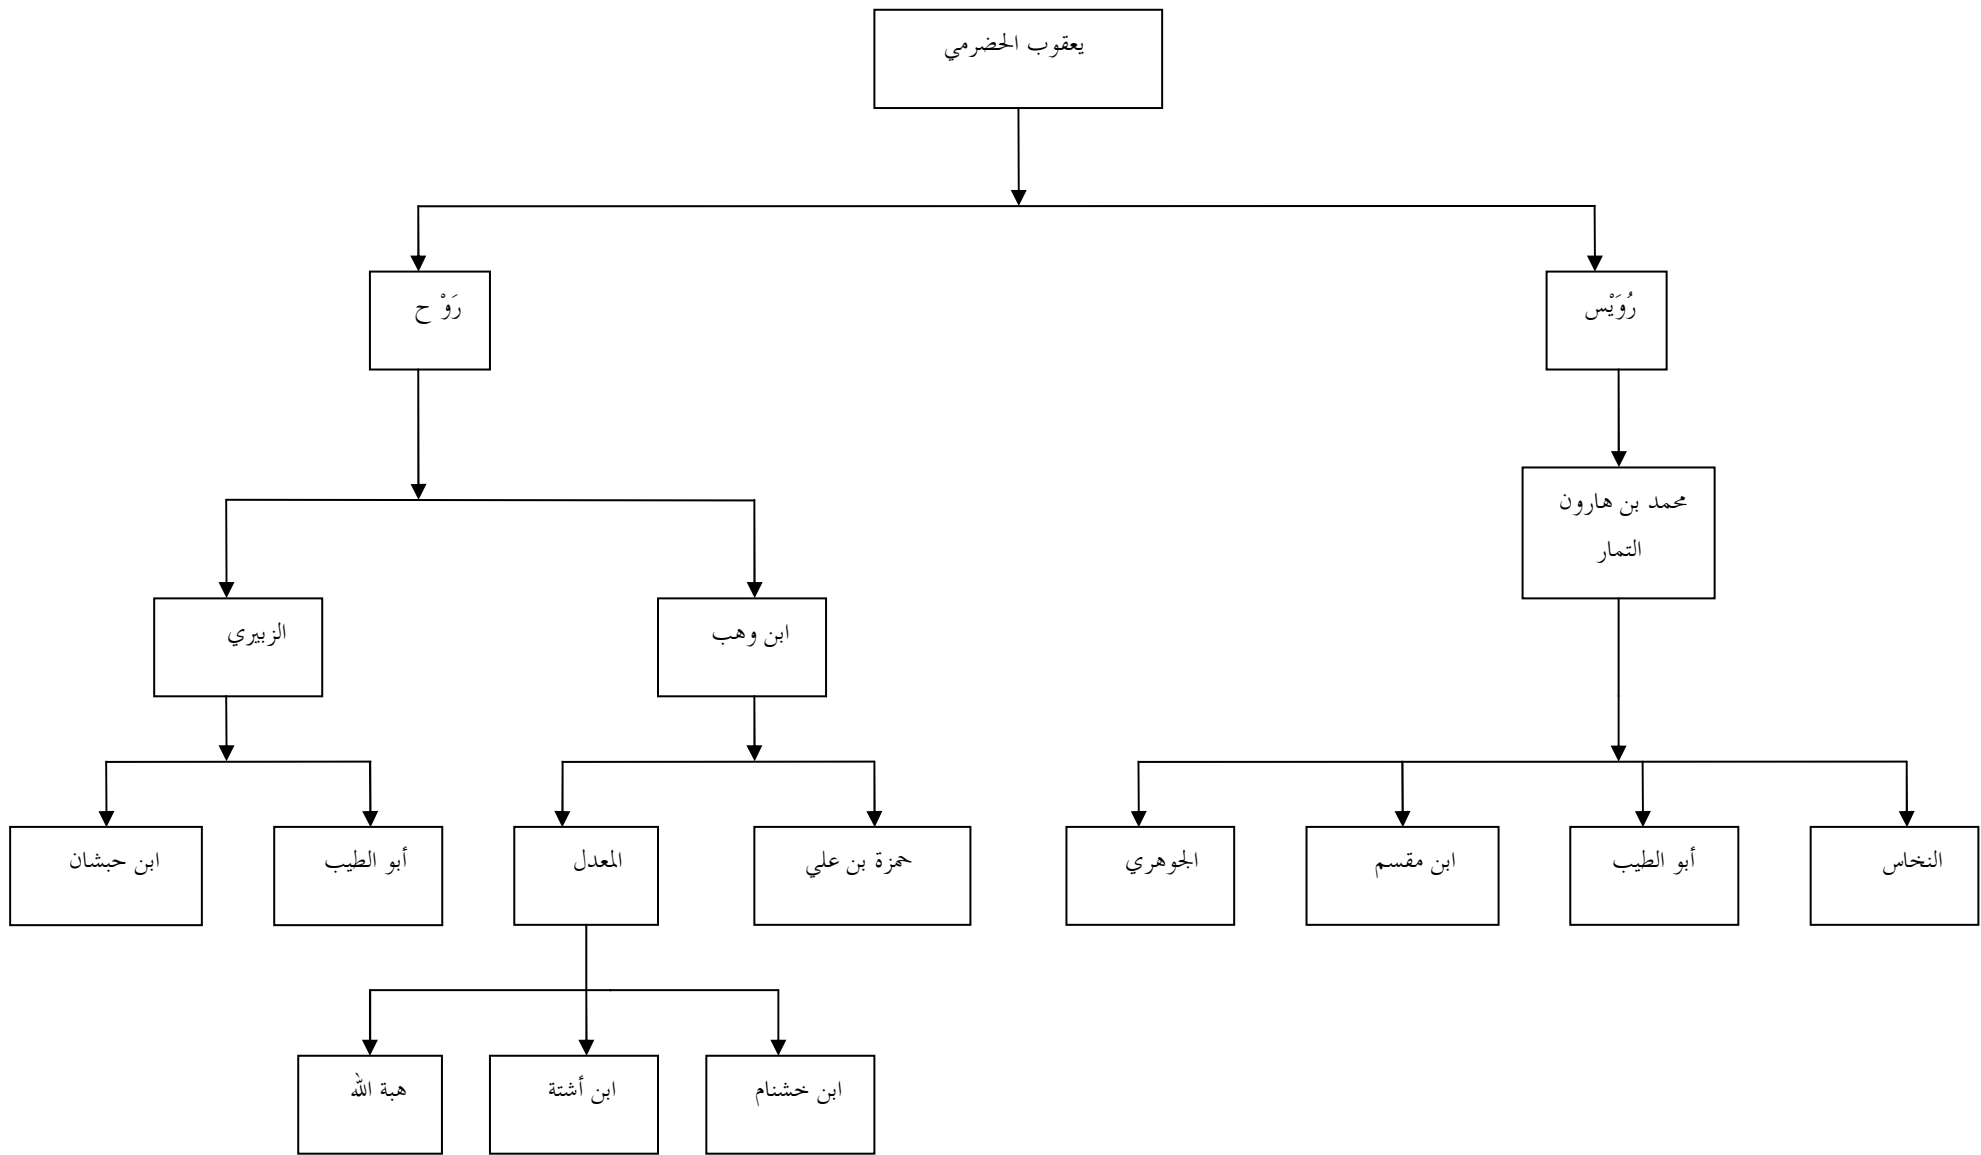 يعقوب الحضرمي
رُوَيْس
رَوْ ح
محمد بن هارون
التمار
ابن وهب
الزبيري
النخاس
أبو الطيب
ابن مقسم
الجوهري
حمزة بن علي
المعدل
أبو الطيب
ابن حبشان
ابن خشنام
ابن أشتة
هبة الله